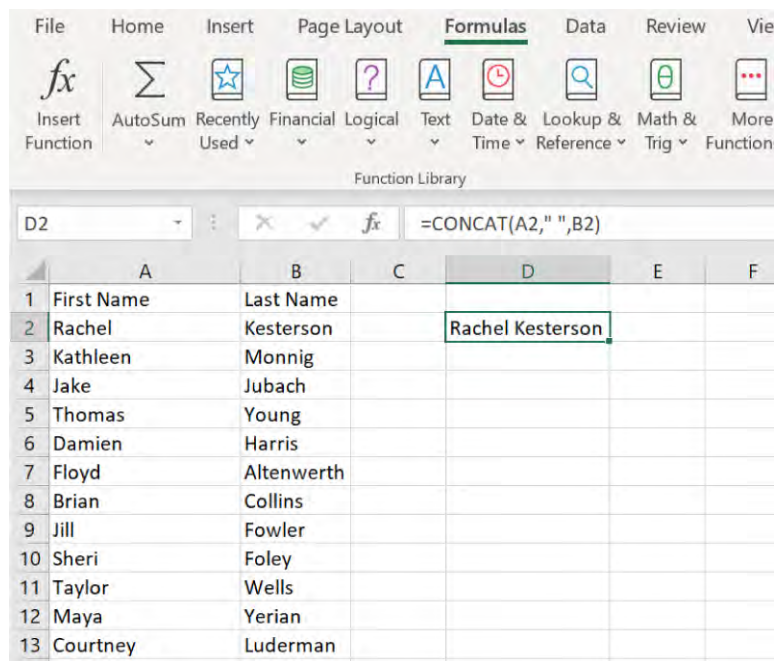 File Home Insert Page Layout Formulas Data Review Vie
fx Σ A θ
Insert Function AutoSum Recently Used Financial Logical Text Date & Time Lookup & Reference Math & Trig More Function
Function Library
D2 fx =CONCAT(A2," ",B2)
A B C D E F
1 First Name Last Name
2 Rachel Kesterson Rachel Kesterson
3 Kathleen Monnig
4 Jake Jubach
5 Thomas Young
6 Damien Harris
7 Floyd Altenwerth
8 Brian Collins
9 Jill Fowler
10 Sheri Foley
11 Taylor Wells
12 Maya Yerian
13 Courtney Luderman